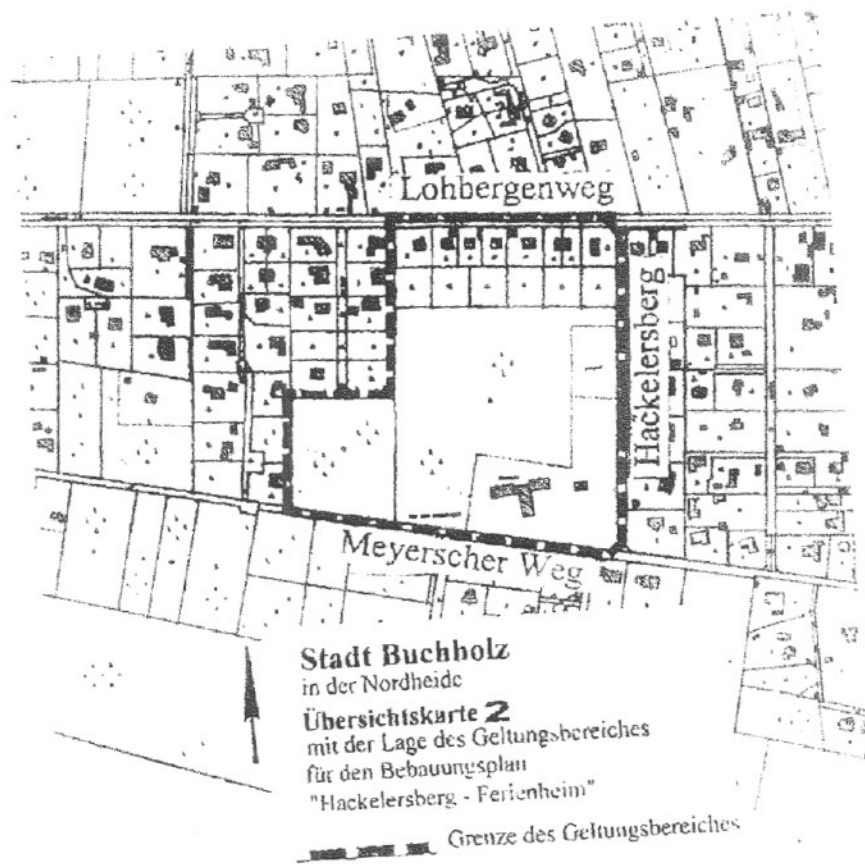 Lohbergenweg
Hackelersberg
Meyerscher Weg
Stadt Buchholz
in der Nordheide
Übersichtskarte 2
mit der Lage des Geltungsbereiches
für den Bebauungsplan
"Hackelersberg - Ferienheim"
Grenze des Geltungsbereiches